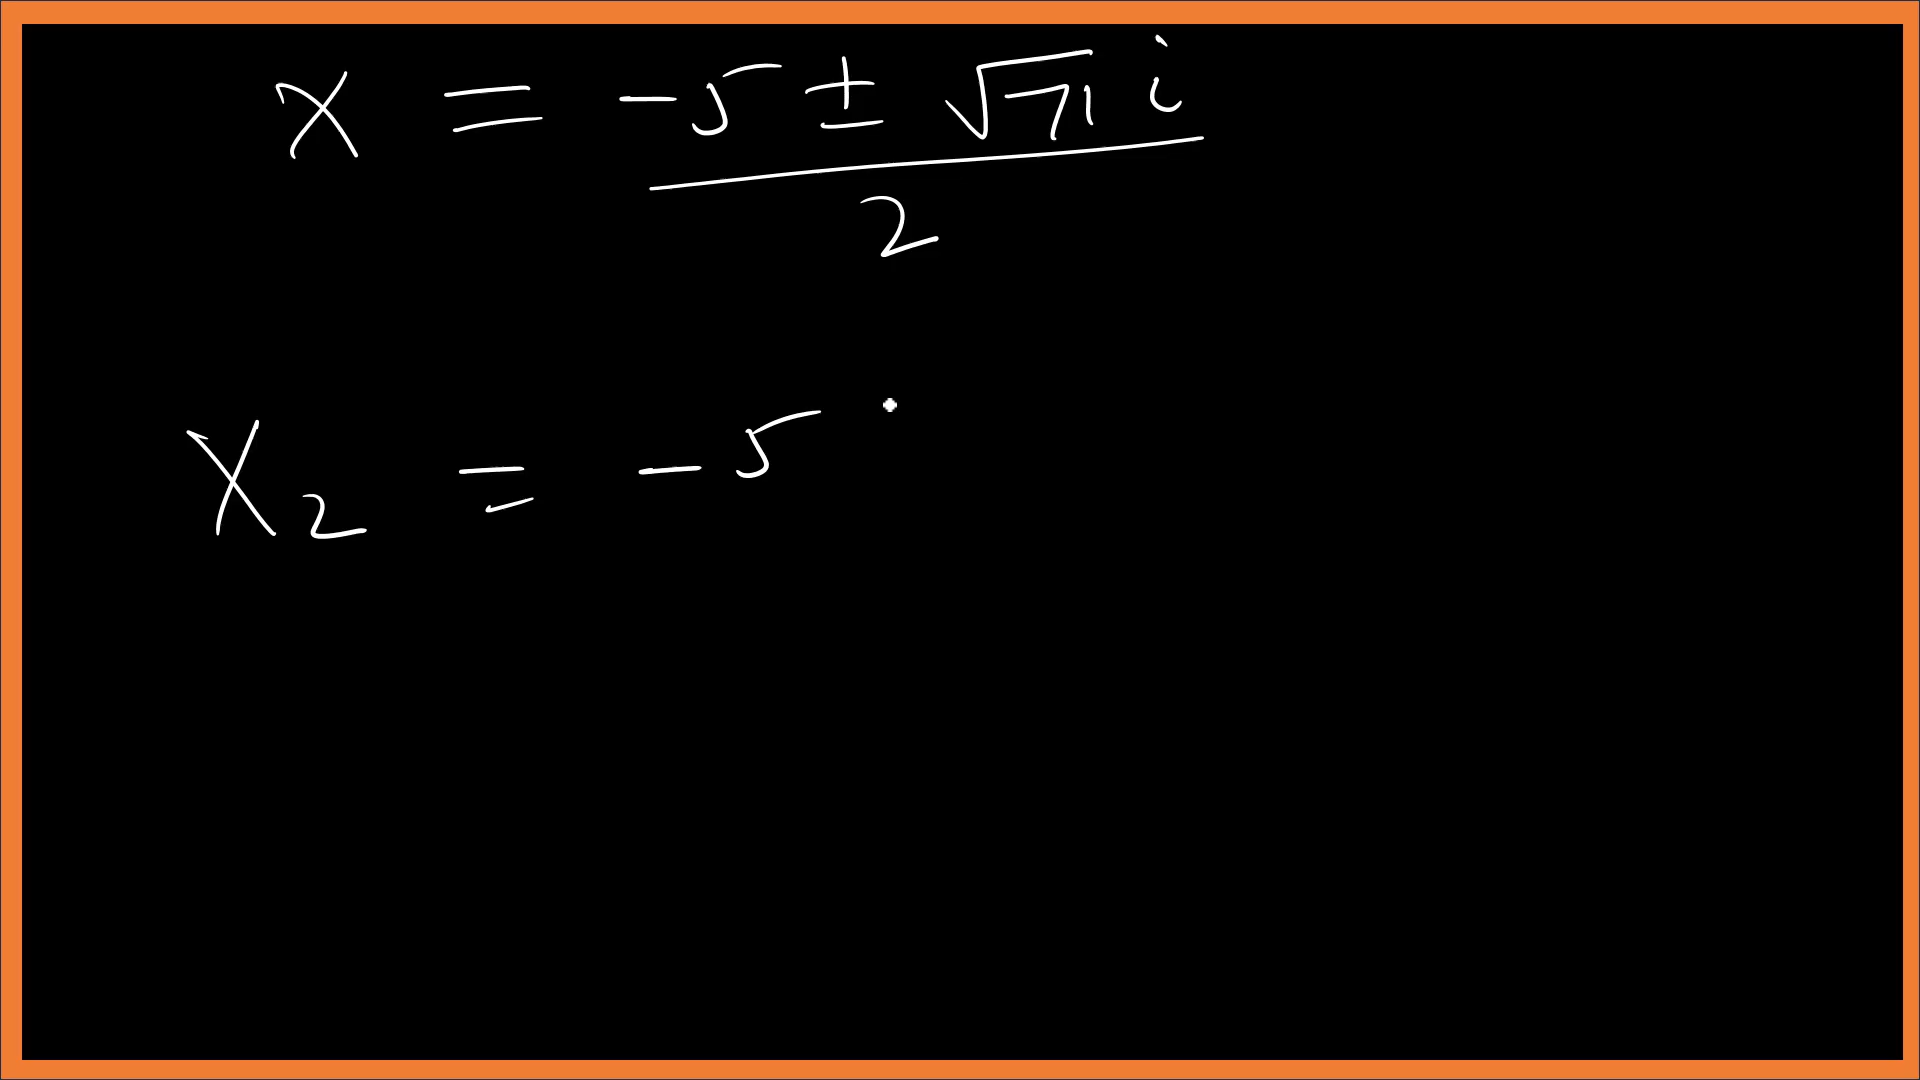 x = (-5 ± √71 i) / 2
x₂ = -5